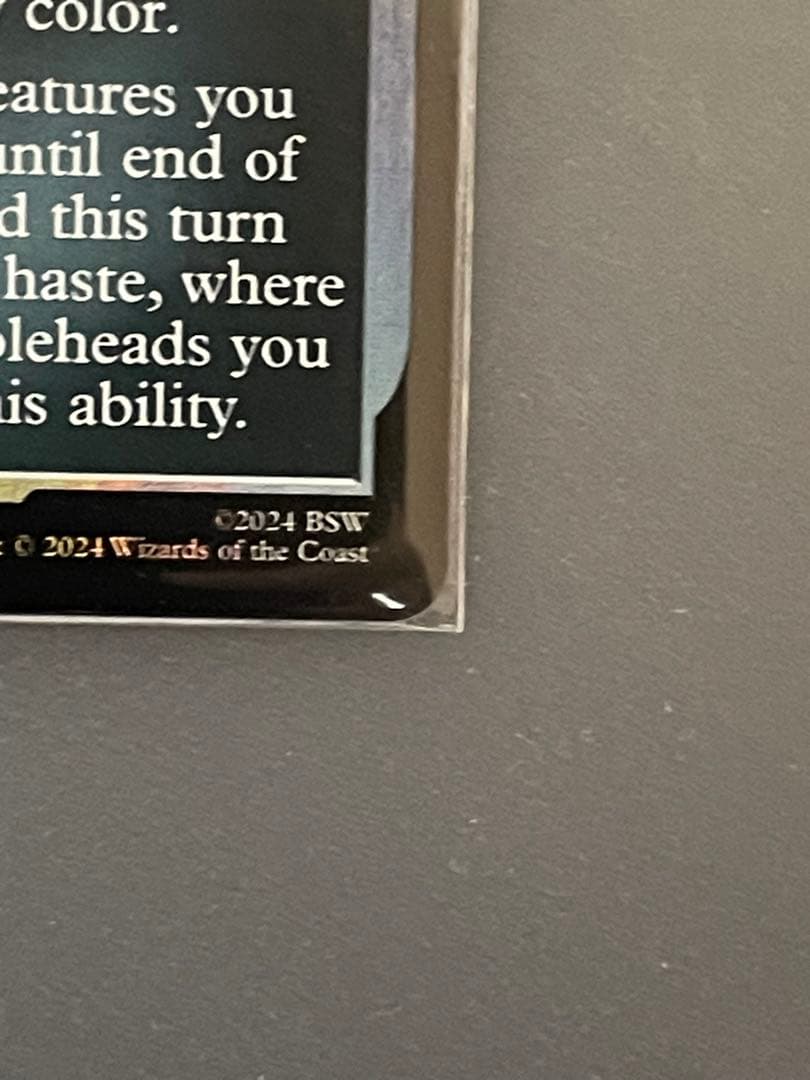 color.
eatures you
until end of
d this turn
haste, where
bleheads you
is ability.
©2024 BSW
© 2024 Wizards of the Coast